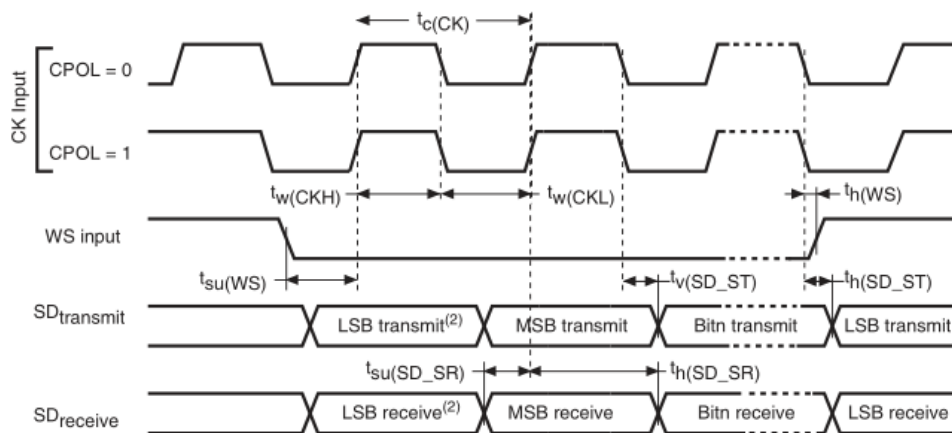 tc(CK)
CK Input
CPOL = 0
CPOL = 1
tw(CKH)
tw(CKL)
th(WS)
WS input
tsu(WS)
tv(SD_ST)
th(SD_ST)
SDtransmit
LSB transmit(2)
MSB transmit
Bitn transmit
LSB transmit
tsu(SD_SR)
th(SD_SR)
SDreceive
LSB receive(2)
MSB receive
Bitn receive
LSB receive